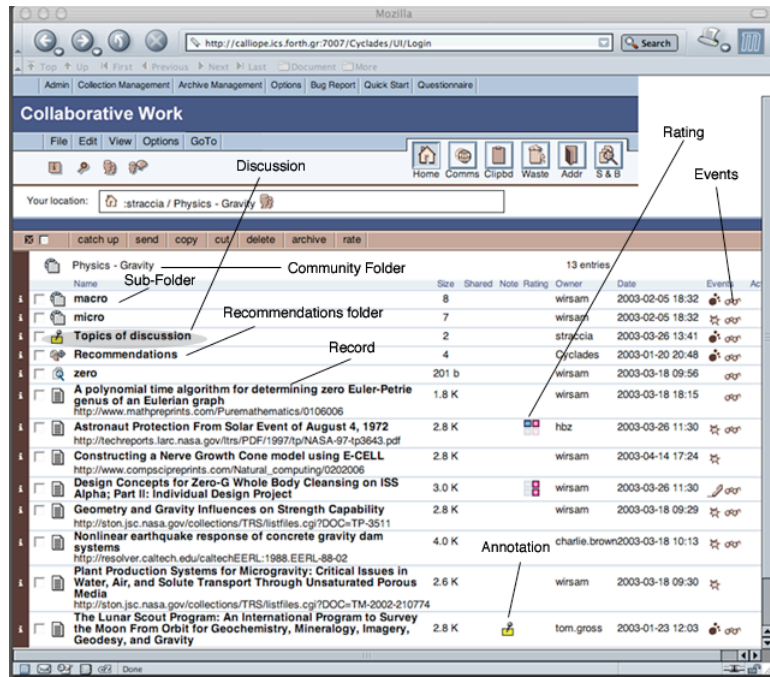 Mozilla
http://calliope.ics.forth.gr:7007/Cyclades/UI/Login
Search
Top Up First Previous Next Last Document More
Admin Collection Management Archive Management Options Bug Report Quick Start Questionnaire
Collaborative Work
File Edit View Options GoTo
Rating
Discussion
Home Comms Clipbd Waste Addr S & B
Events
Your location: :straccia / Physics - Gravity
catch up send copy cut delete archive rate
Physics - Gravity
Community Folder
13 entries
Sub-Folder
Name Size Shared Note Rating Owner Date Events Ac
macro 8 wirsam 2003-02-05 18:32
Recommendations folder
micro 7 wirsam 2003-02-05 18:32
Topics of discussion 2 straccia 2003-03-26 13:41
Record
Recommendations 4 Cyclades 2003-01-20 20:48
zero 201 b wirsam 2003-03-18 09:56
A polynomial time algorithm for determining zero Euler-Petrie
genus of an Eulerian graph 1.8 K wirsam 2003-03-18 18:15
http://www.mathpreprints.com/Puremathematics/0106006
Astronaut Protection From Solar Event of August 4, 1972 2.8 K hbz 2003-03-26 11:30
http://techreports.larc.nasa.gov/ltrs/PDF/1997/tp/NASA-97-tp3643.pdf
Constructing a Nerve Growth Cone model using E-CELL 2.8 K wirsam 2003-04-14 17:24
http://www.compscipreprints.com/Natural_computing/0202006
Design Concepts for Zero-G Whole Body Cleansing on ISS
Alpha; Part II: Individual Design Project 3.0 K wirsam 2003-03-26 11:30
Geometry and Gravity Influences on Strength Capability 2.8 K wirsam 2003-03-18 09:29
http://ston.jsc.nasa.gov/collections/TRS/listfiles.cgi?DOC=TP-3511
Nonlinear earthquake response of concrete gravity dam
systems 4.0 K charlie.brown 2003-03-18 10:13
http://resolver.caltech.edu/caltechEERL:1988.EERL-88-02
Annotation
Plant Production Systems for Microgravity: Critical Issues in
Water, Air, and Solute Transport Through Unsaturated Porous
Media 2.6 K wirsam 2003-03-18 09:30
http://ston.jsc.nasa.gov/collections/TRS/listfiles.cgi?DOC=TM-2002-210774
The Lunar Scout Program: An International Program to Survey
the Moon From Orbit for Geochemistry, Mineralogy, Imagery,
Geodesy, and Gravity 2.8 K tom.gross 2003-01-23 12:03
Done